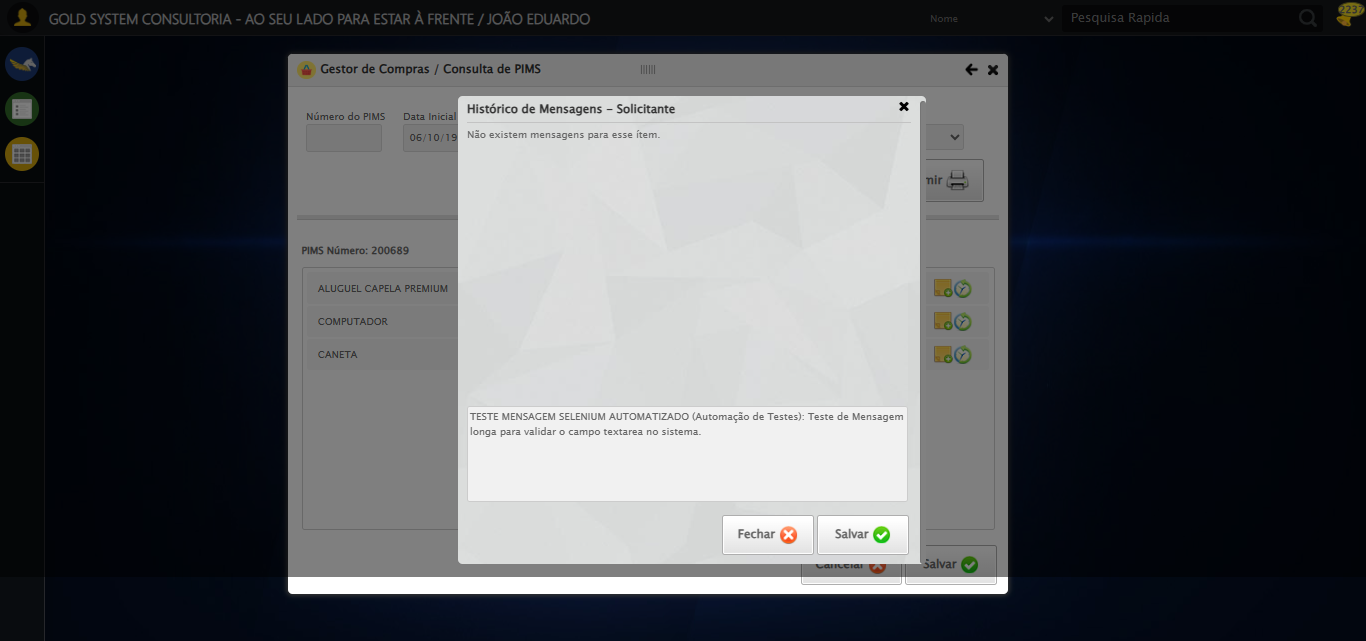 GOLD SYSTEM CONSULTORIA - AO SEU LADO PARA ESTAR À FRENTE / JOÃO EDUARDO
Nome
Pesquisa Rapida
2237
Gestor de Compras / Consulta de PIMS
Número do PIMS
Data Inicial
06/10/19
mir
Histórico de Mensagens - Solicitante
Não existem mensagens para esse ítem.
PIMS Número: 200689
ALUGUEL CAPELA PREMIUM
COMPUTADOR
CANETA
TESTE MENSAGEM SELENIUM AUTOMATIZADO (Automação de Testes): Teste de Mensagem
longa para validar o campo textarea no sistema.
Fechar
Salvar
Cancelar
Salvar